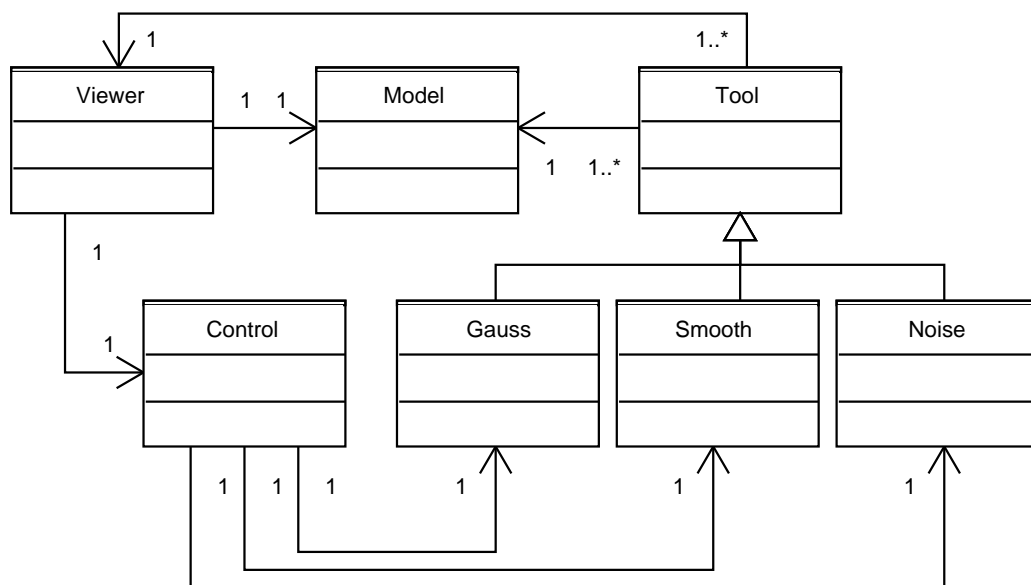 1
1..*
Viewer
Model
Tool
1 1
1 1..*
1
Control
Gauss
Smooth
Noise
1
1 1 1
1
1
1